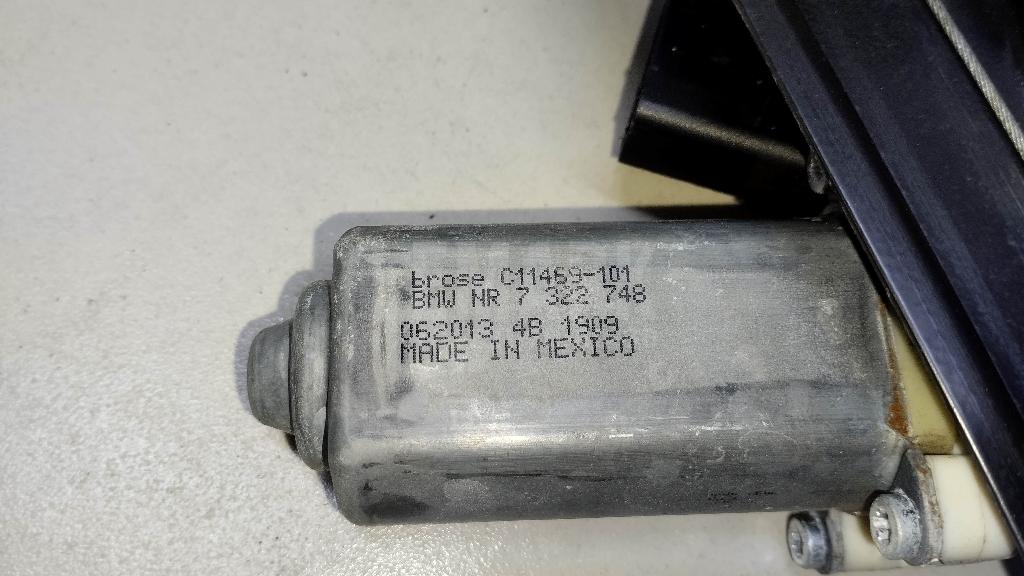 brose C11469-101
BMW NR 7 322 748
062013 4B 1909
MADE IN MEXICO